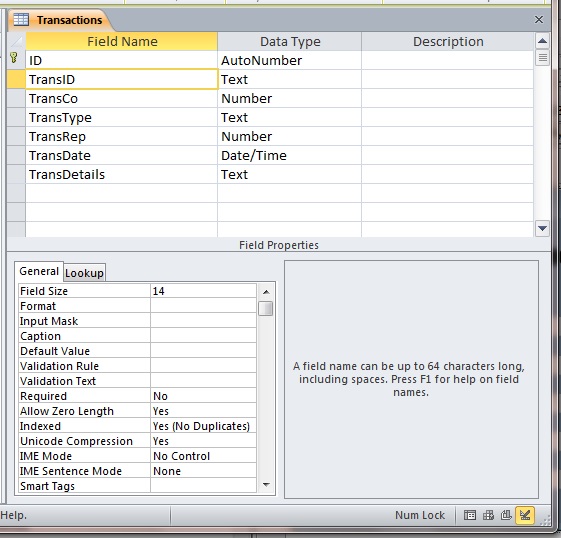 Transactions
Field Name Data Type Description
ID AutoNumber
TransID Text
TransCo Number
TransType Text
TransRep Number
TransDate Date/Time
TransDetails Text
Field Properties
General Lookup
Field Size 14
Format
Input Mask
Caption
Default Value
Validation Rule
Validation Text
Required No
Allow Zero Length Yes
Indexed Yes (No Duplicates)
Unicode Compression Yes
IME Mode No Control
IME Sentence Mode None
Smart Tags
A field name can be up to 64 characters long,
including spaces. Press F1 for help on field
names.
Help. Num Lock